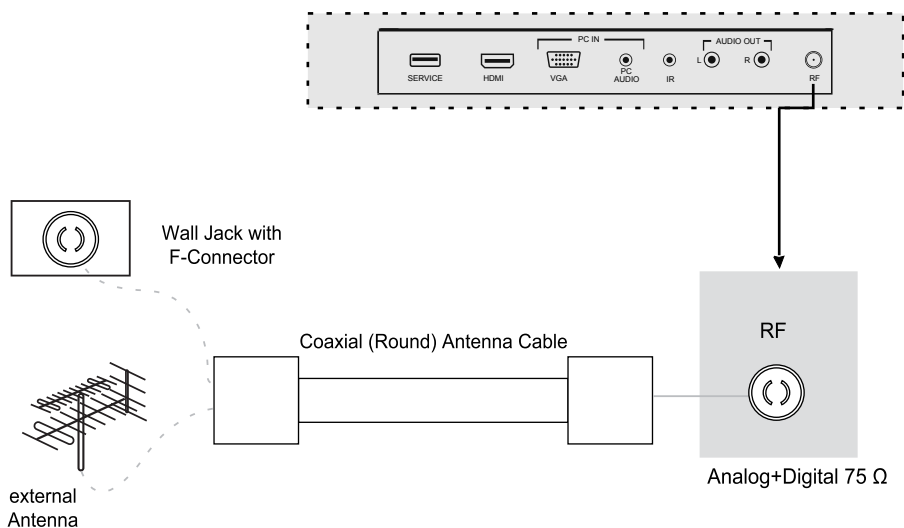 PC IN
AUDIO OUT
L
R
SERVICE
HDMI
VGA
PC
AUDIO
IR
RF
Wall Jack with
F-Connector
Coaxial (Round) Antenna Cable
RF
Analog+Digital 75 Ω
external
Antenna